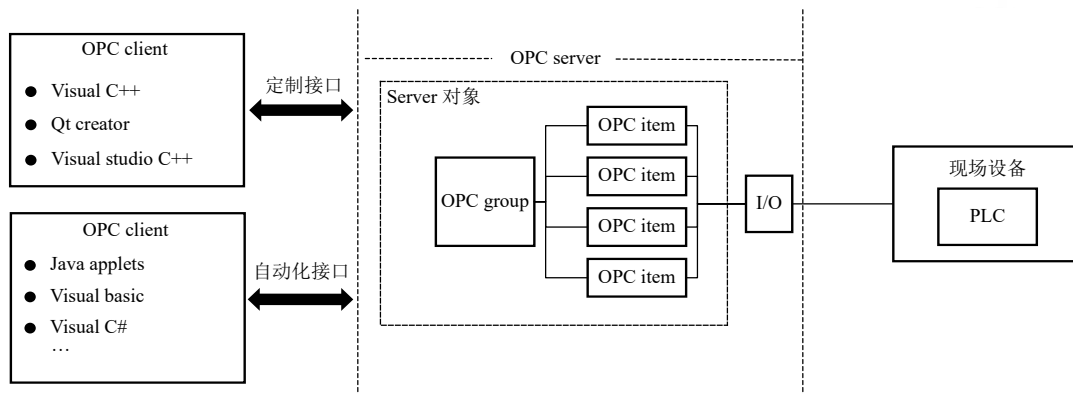 OPC client
● Visual C++
● Qt creator
● Visual studio C++
OPC client
● Java applets
● Visual basic
● Visual C#
…
定制接口
自动化接口
OPC server
Server 对象
OPC group
OPC item
OPC item
OPC item
OPC item
I/O
现场设备
PLC